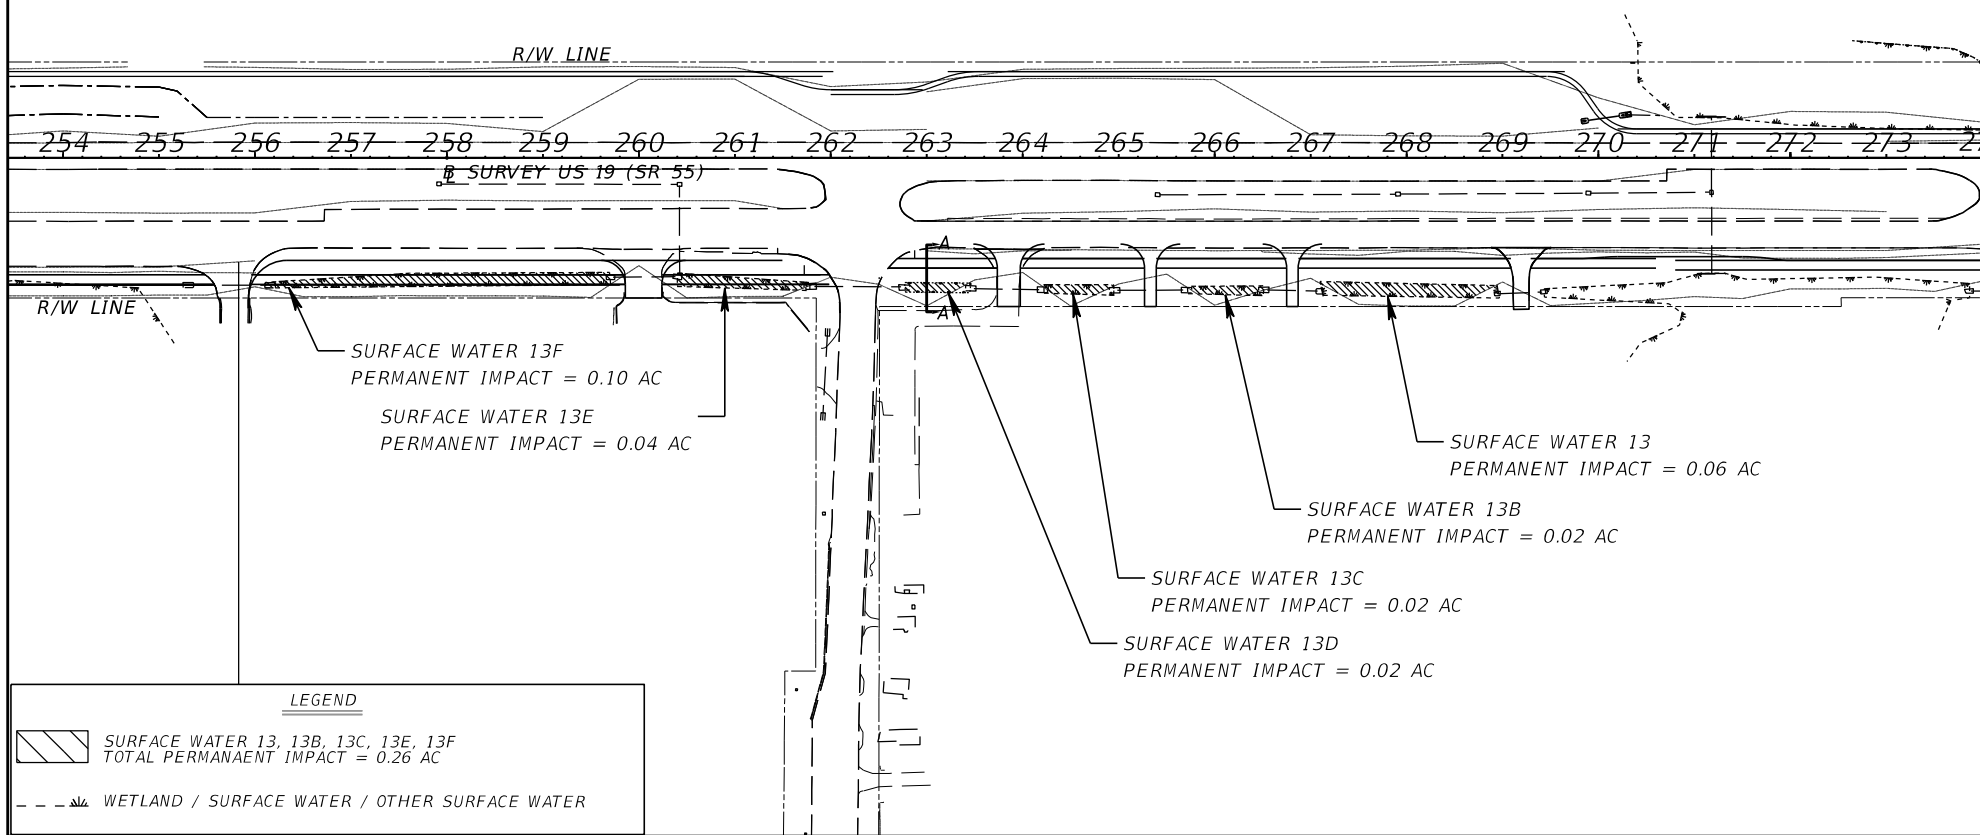 R/W LINE
254 255 256 257 258 259 260 261 262 263 264 265 266 267 268 269 270 271 272 273
B SURVEY US 19 (SR 55)
A
A'
R/W LINE
SURFACE WATER 13F
PERMANENT IMPACT = 0.10 AC
SURFACE WATER 13E
PERMANENT IMPACT = 0.04 AC
SURFACE WATER 13
PERMANENT IMPACT = 0.06 AC
SURFACE WATER 13B
PERMANENT IMPACT = 0.02 AC
SURFACE WATER 13C
PERMANENT IMPACT = 0.02 AC
SURFACE WATER 13D
PERMANENT IMPACT = 0.02 AC
LEGEND
SURFACE WATER 13, 13B, 13C, 13E, 13F
TOTAL PERMANAENT IMPACT = 0.26 AC
WETLAND / SURFACE WATER / OTHER SURFACE WATER